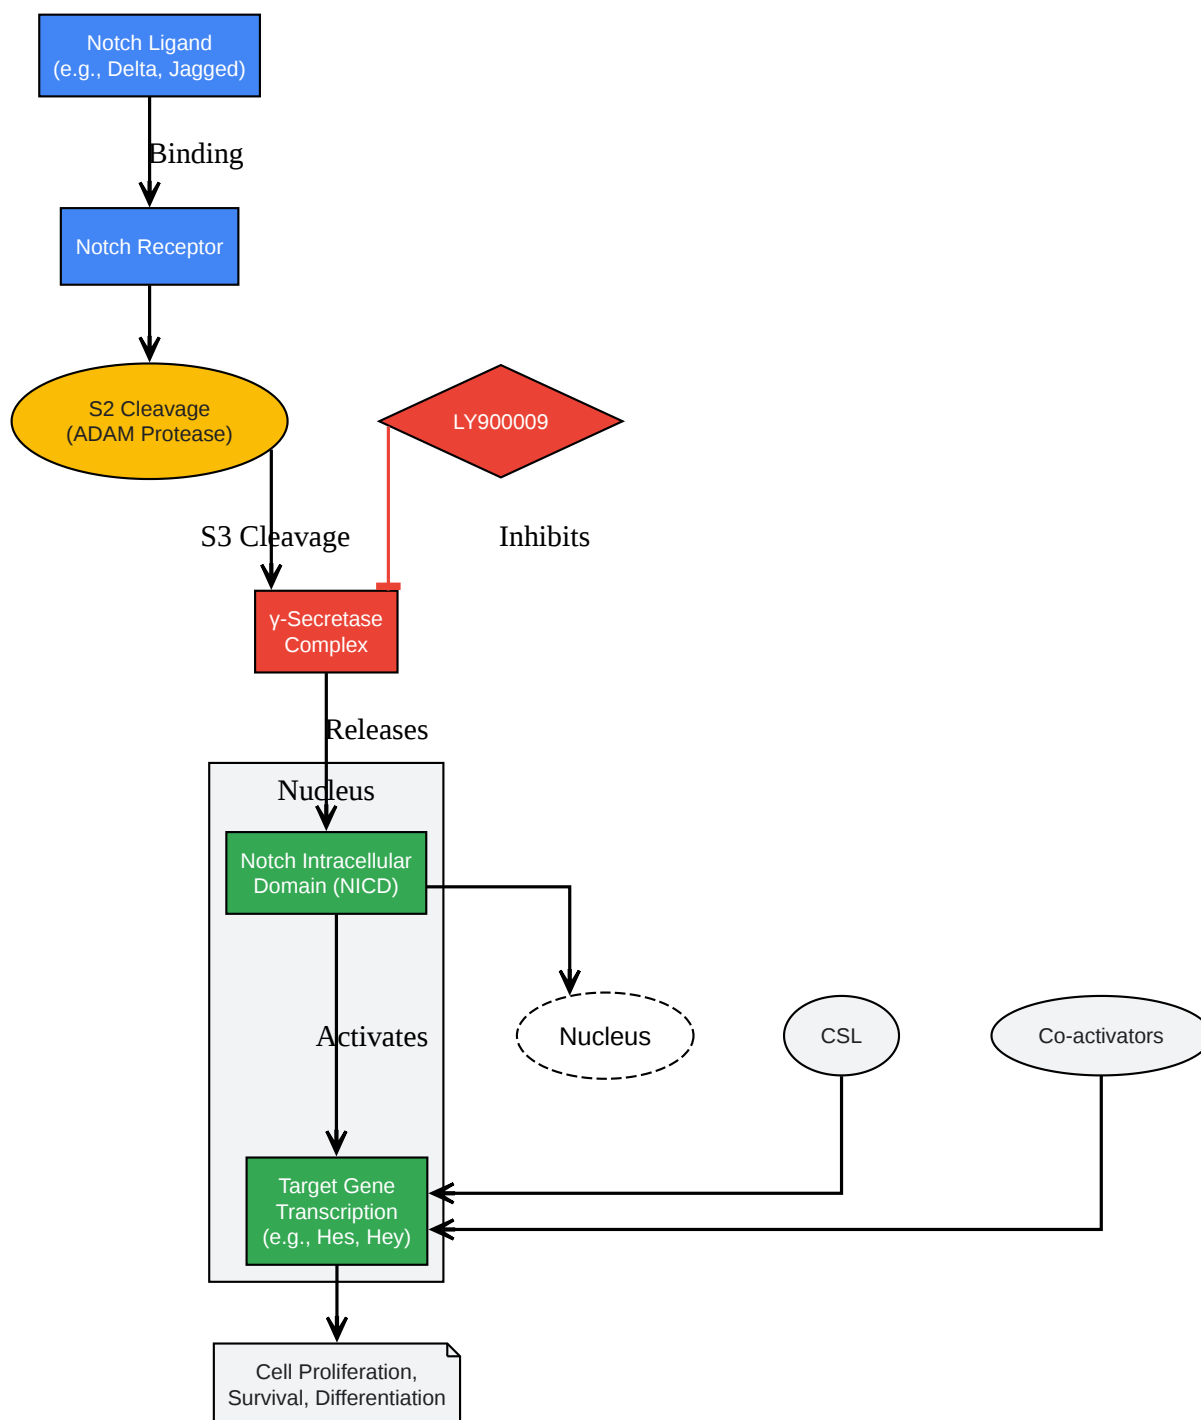 Notch Ligand
(e.g., Delta, Jagged)
Binding
Notch Receptor
S2 Cleavage
(ADAM Protease)
LY900009
S3 Cleavage
Inhibits
γ-Secretase
Complex
Releases
Nucleus
Notch Intracellular
Domain (NICD)
Activates
Nucleus
CSL
Co-activators
Target Gene
Transcription
(e.g., Hes, Hey)
Cell Proliferation,
Survival, Differentiation